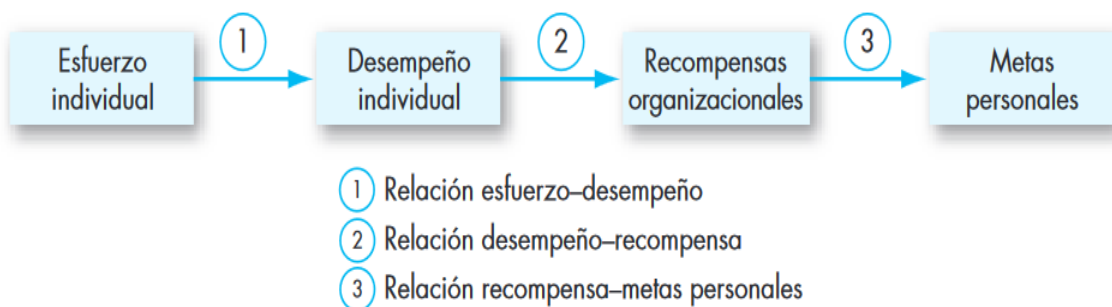 1
2
3
Esfuerzo
individual
Desempeño
individual
Recompensas
organizacionales
Metas
personales
1 Relación esfuerzo–desempeño
2 Relación desempeño–recompensa
3 Relación recompensa–metas personales